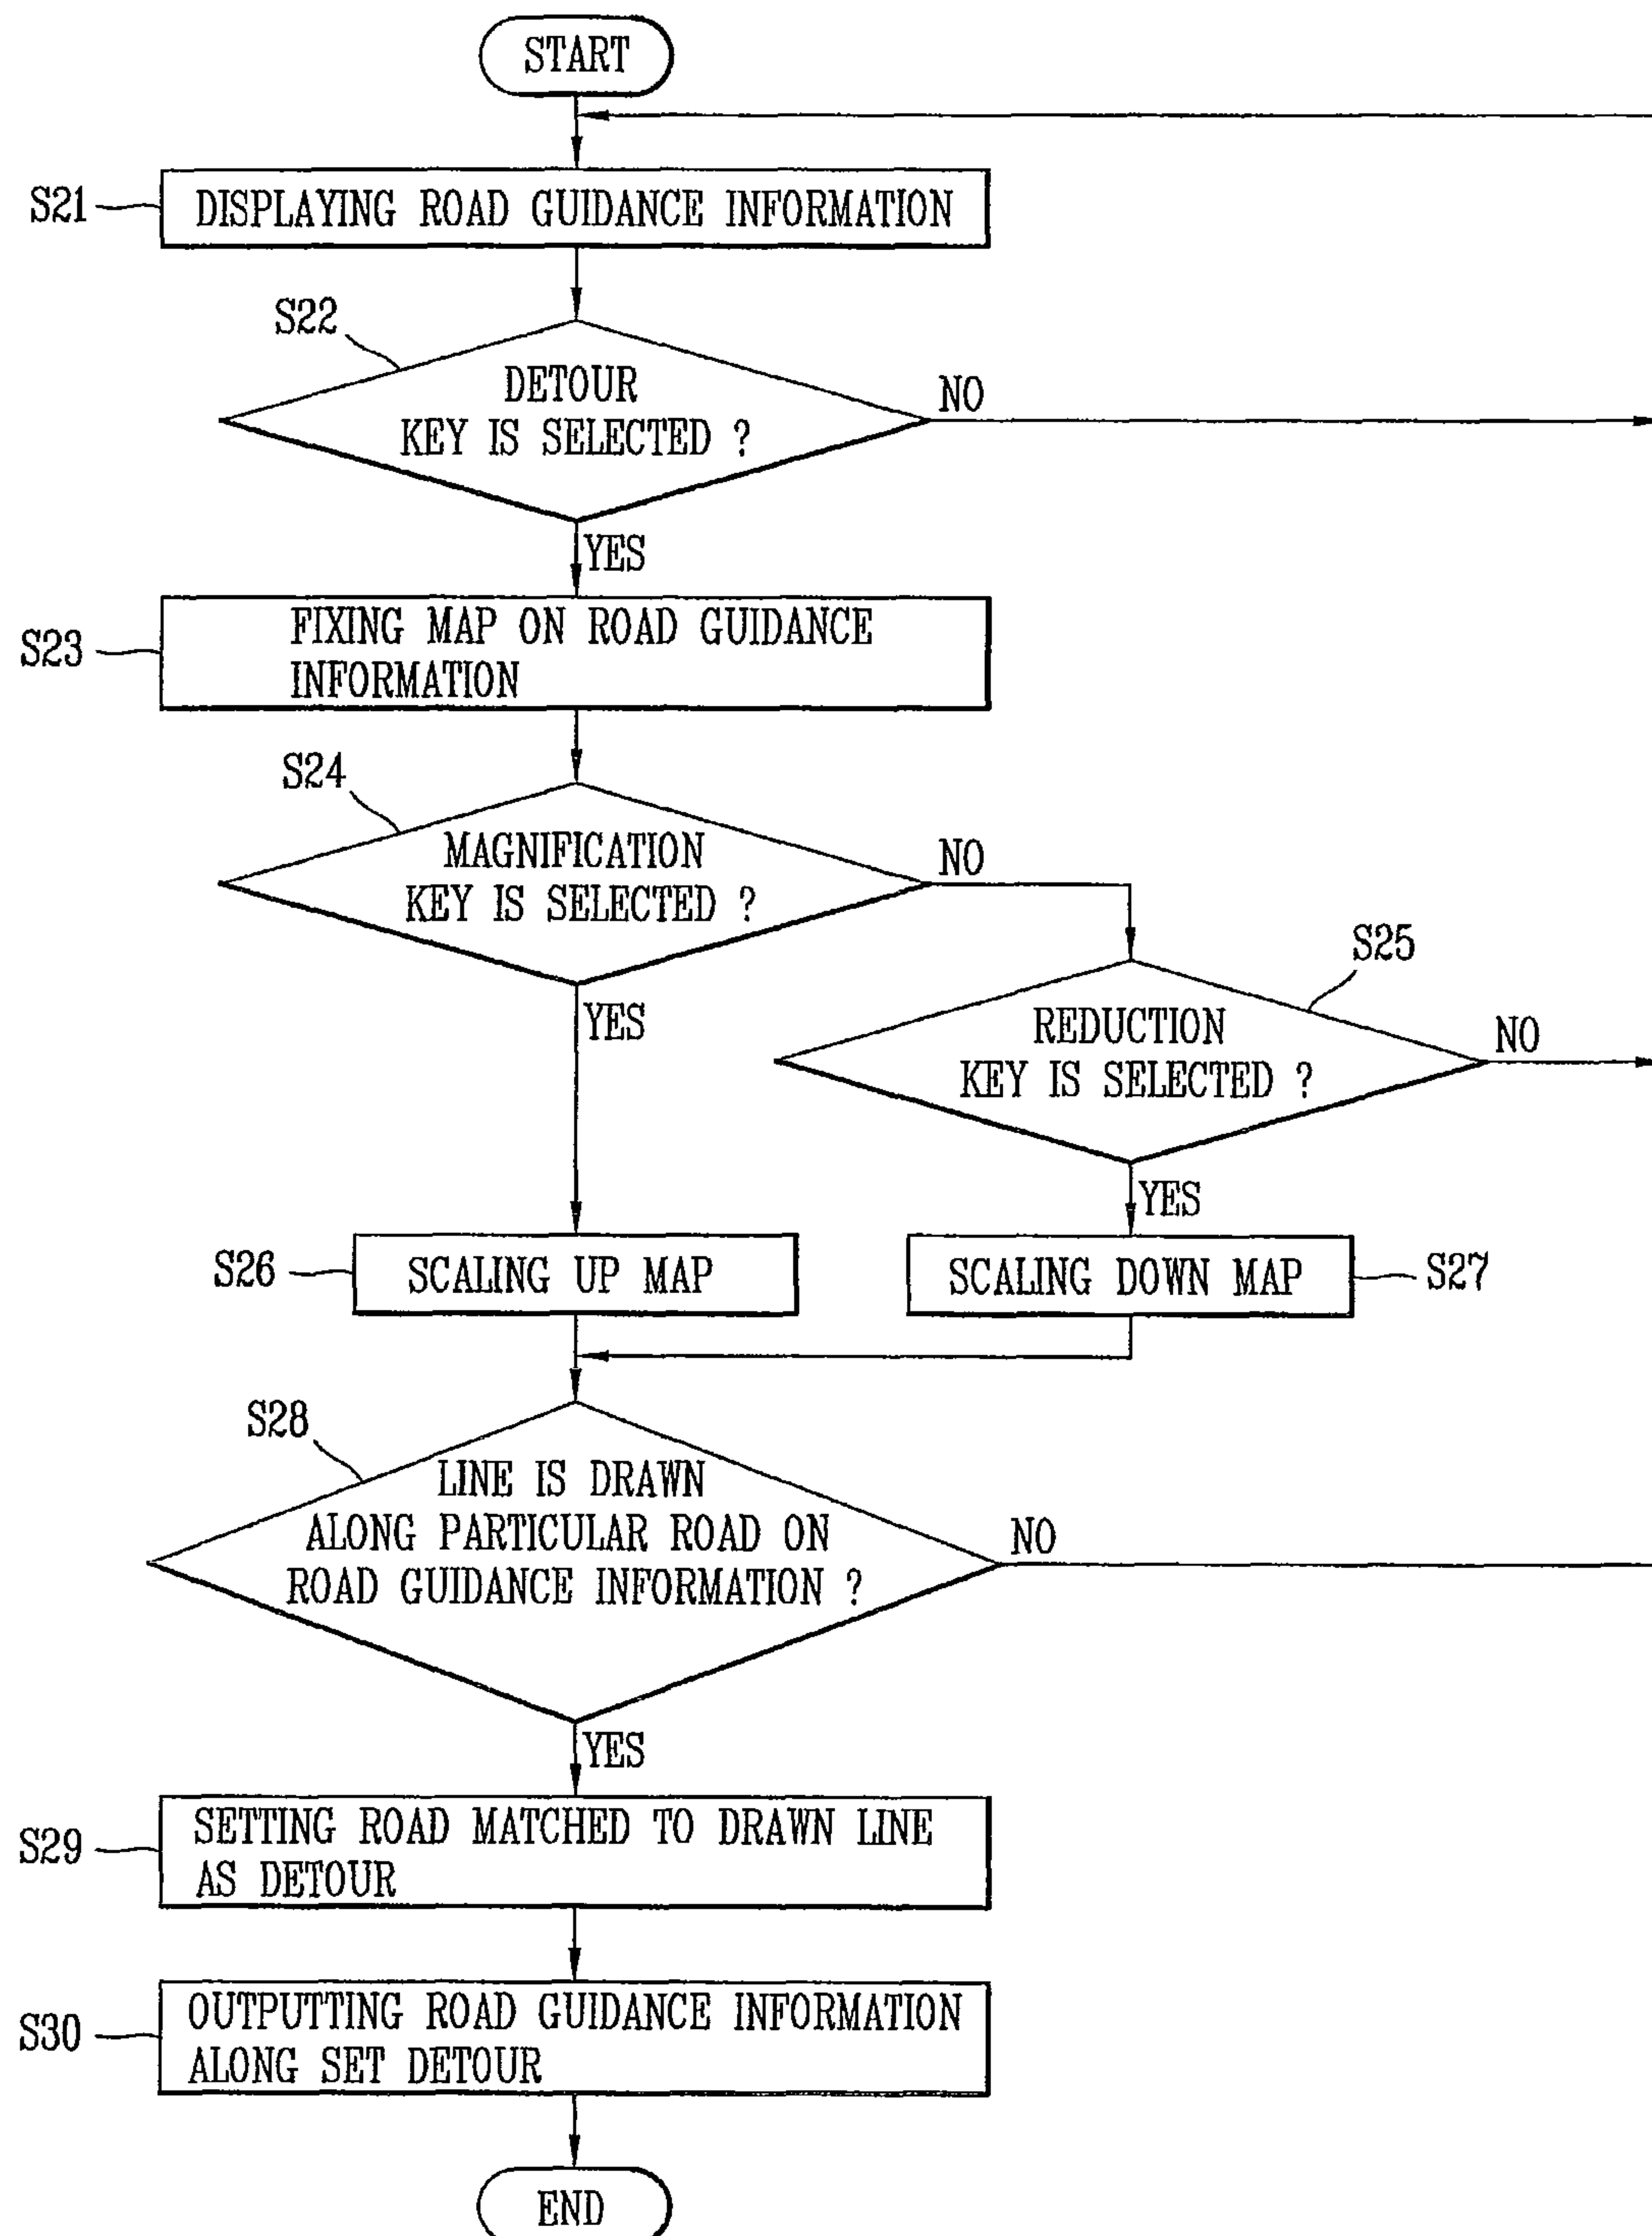 START
S21
DISPLAYING ROAD GUIDANCE INFORMATION
S22
DETOUR
KEY IS SELECTED ?
NO
YES
S23
FIXING MAP ON ROAD GUIDANCE
INFORMATION
S24
MAGNIFICATION
KEY IS SELECTED ?
NO
YES
S25
REDUCTION
KEY IS SELECTED ?
NO
YES
S26
SCALING UP MAP
SCALING DOWN MAP
S27
S28
LINE IS DRAWN
ALONG PARTICULAR ROAD ON
ROAD GUIDANCE INFORMATION ?
NO
YES
S29
SETTING ROAD MATCHED TO DRAWN LINE
AS DETOUR
S30
OUTPUTTING ROAD GUIDANCE INFORMATION
ALONG SET DETOUR
END